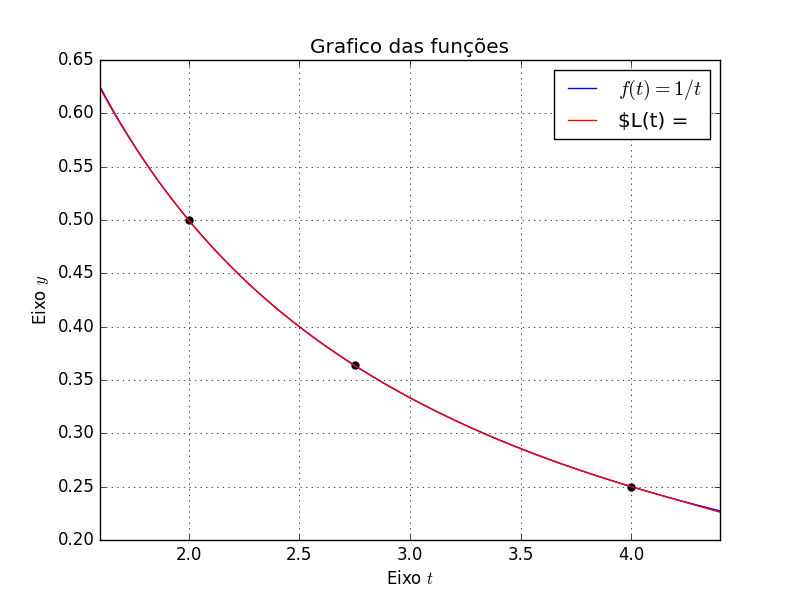 Grafico das funções
f(t) = 1/t
$L(t) =
0.65
0.60
0.55
0.50
0.45
0.40
0.35
0.30
0.25
0.20
Eixo y
2.0 2.5 3.0 3.5 4.0
Eixo t